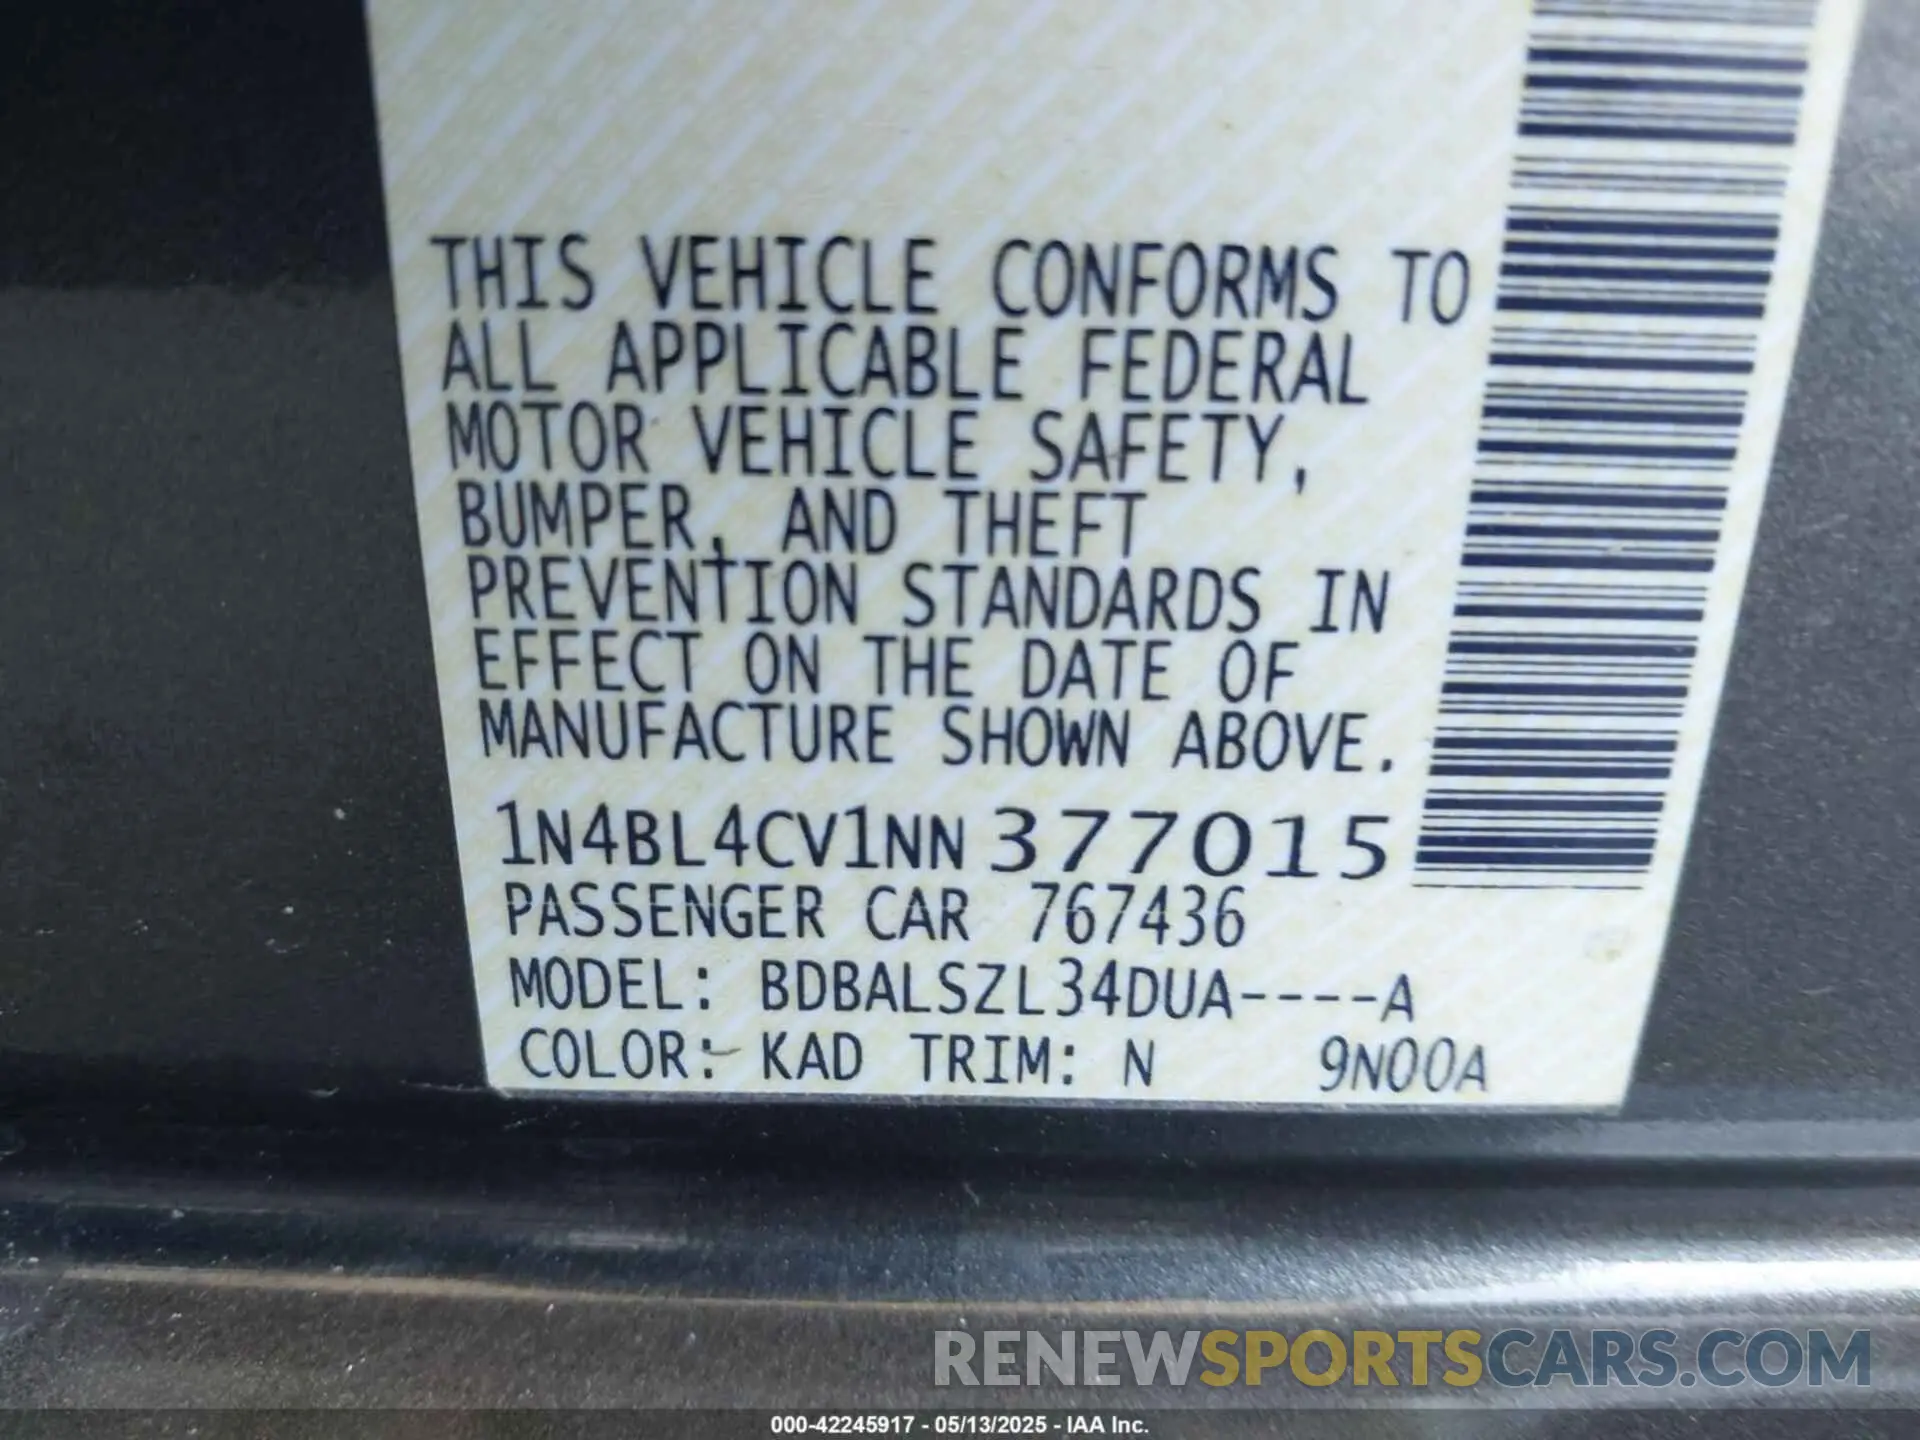 THIS VEHICLE CONFORMS TO
ALL APPLICABLE FEDERAL
MOTOR VEHICLE SAFETY,
BUMPER, AND THEFT
PREVENTION STANDARDS IN
EFFECT ON THE DATE OF
MANUFACTURE SHOWN ABOVE.
1N4BL4CV1NN377015
PASSENGER CAR 767436
MODEL: BDBALSZL34DUA----A
COLOR: KAD TRIM: N 9N00A
RENEWSPORTSCARS.COM
000-42245917 - 05/13/2025 - IAA Inc.